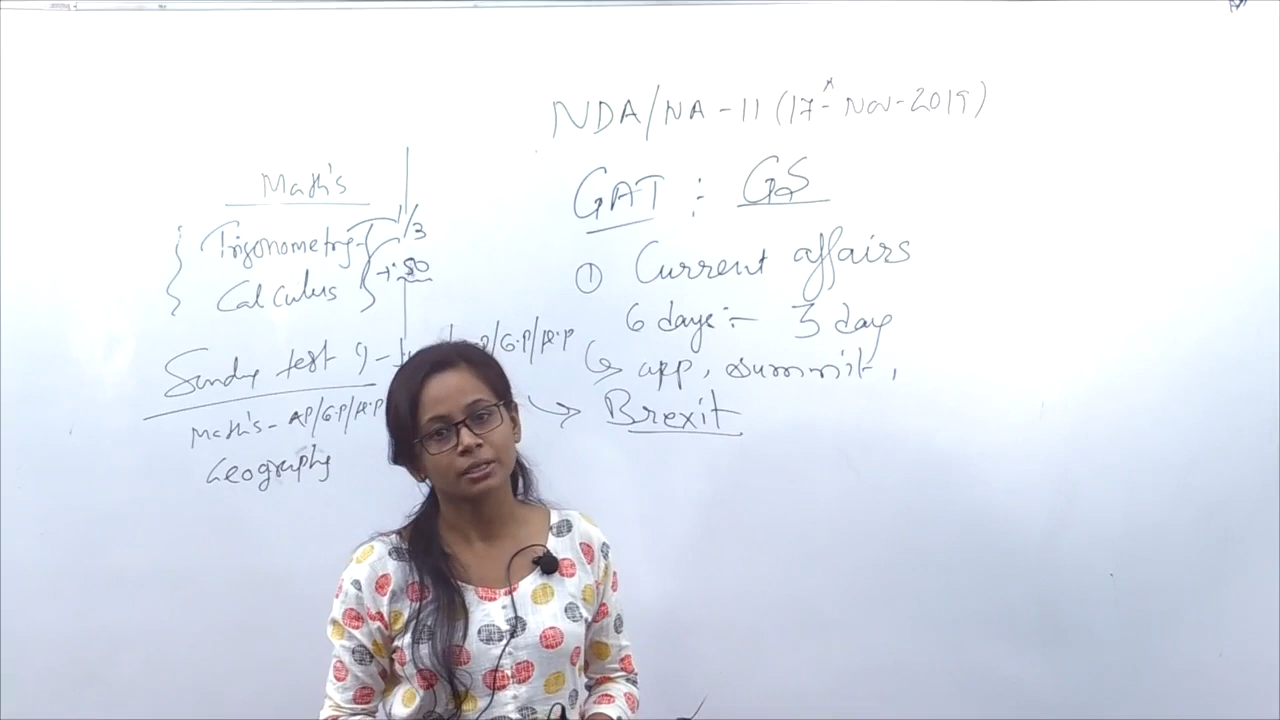 NDA/NA-II (17th Nov-2019)
GAT : GS
① Current affairs
6 days :- 3 day
app, summit,
Brexit
Math's
Trigonometry
Calculus
1/3
50
Sunday test
/G.P/H.P
Math's - AP/G.P/H.P
Geography